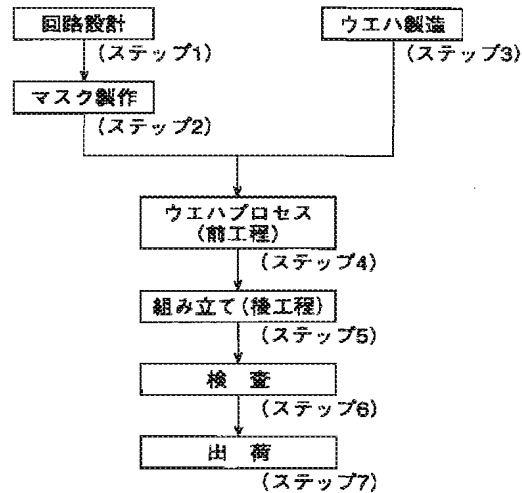 回路設計
(ステップ1)
マスク製作
(ステップ2)
ウエハ製造
(ステップ3)
ウエハプロセス
(前工程)
(ステップ4)
組み立て(後工程)
(ステップ5)
検 査
(ステップ6)
出 荷
(ステップ7)